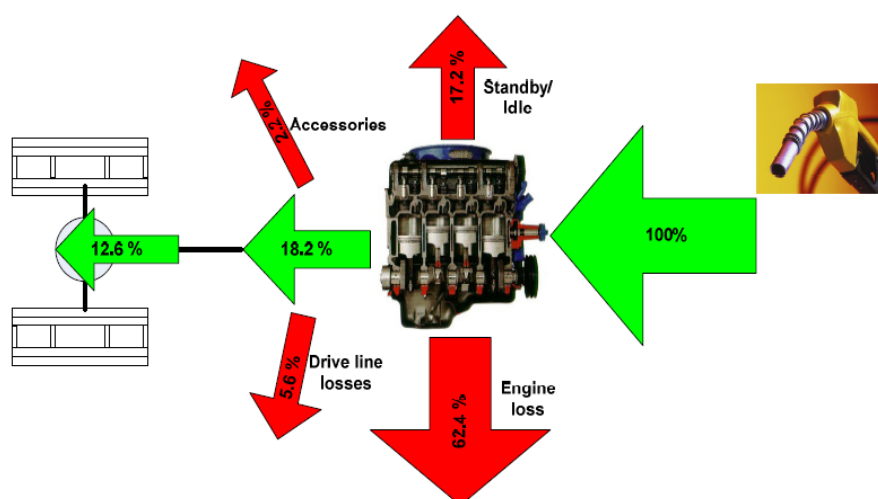 17.2 %
Standby/
Idle
2.2 %
Accessories
12.6 %
18.2 %
100%
5.6 %
Drive line
losses
62.4 %
Engine
loss